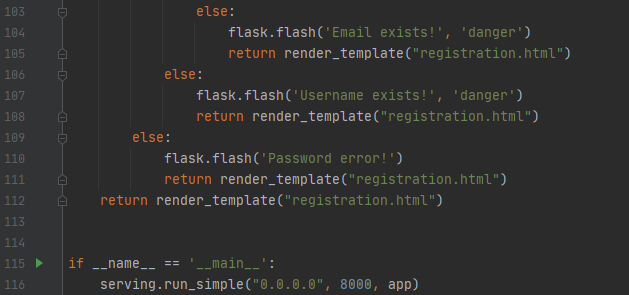 103 else:
104 flask.flash('Email exists!', 'danger')
105 return render_template("registration.html")
106 else:
107 flask.flash('Username exists!', 'danger')
108 return render_template("registration.html")
109 else:
110 flask.flash('Password error!')
111 return render_template("registration.html")
112 return render_template("registration.html")
113
114
115 if __name__ == '__main__':
116 serving.run_simple("0.0.0.0", 8000, app)